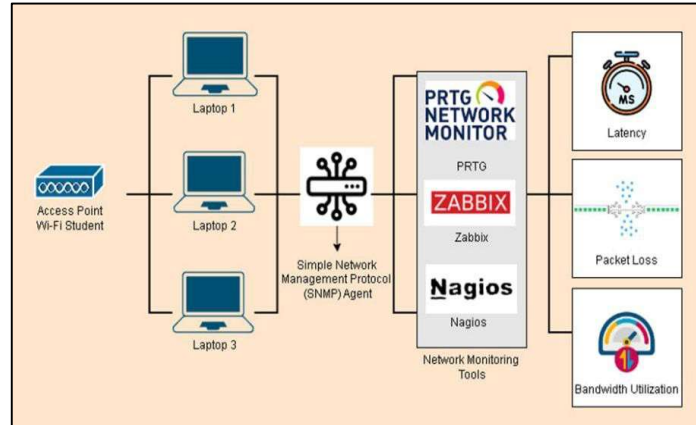 Access Point
Wi-Fi Student
Laptop 1
Laptop 2
Laptop 3
Simple Network
Management Protocol
(SNMP) Agent
PRTG
NETWORK
MONITOR
PRTG
ZABBIX
Zabbix
Nagios
Nagios
Network Monitoring
Tools
MS
Latency
Packet Loss
Bandwidth Utilization